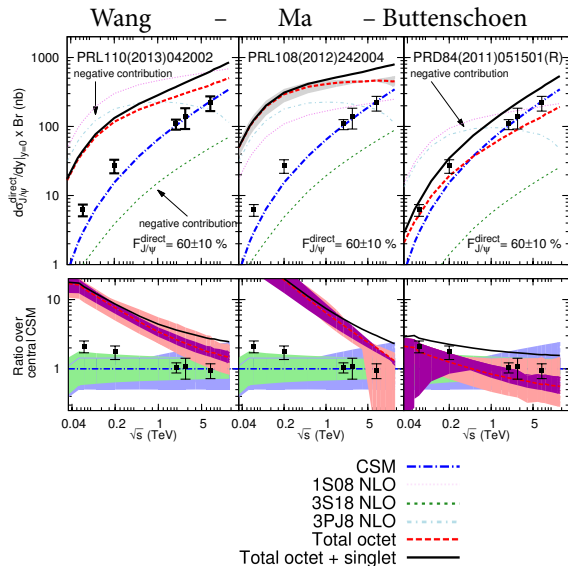 Wang – Ma – Buttenschoen
PRL110(2013)042002
PRL108(2012)242004
PRD84(2011)051501(R)
negative contribution
negative contribution
negative contribution
F^direct_J/ψ = 60±10 %
F^direct_J/ψ = 60±10 %
F^direct_J/ψ = 60±10 %
dσ^direct_J/ψ/dy|y=0 x Br (nb)
1000
100
10
1
Ratio over
central CSM
10
1
0.04 0.2 1 5
0.04 0.2 1 5
0.04 0.2 1 5
√s (TeV)
√s (TeV)
√s (TeV)
CSM
1S08 NLO
3S18 NLO
3PJ8 NLO
Total octet
Total octet + singlet